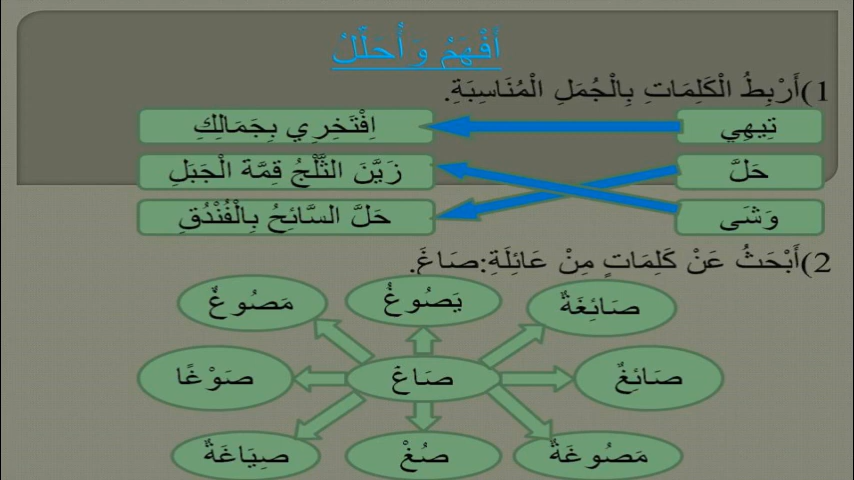 أَفْهَمُ وَأُحَلِّلُ
1)أَرْبِطُ الْكَلِمَاتِ بِالْجُمَلِ الْمُنَاسِبَةِ.
تِيهِي
اِفْتَخِرِي بِجَمَالِكِ
حَلَّ
زَيَّنَ الثَّلْجُ قِمَّةَ الْجَبَلِ
وَشَى
حَلَّ السَّائِحُ بِالْفُنْدُقِ
2)أَبْحَثُ عَنْ كَلِمَاتٍ مِنْ عَائِلَةِ:صَاغَ.
صَائِغَةٌ
يَصُوغُ
مَصُوغٌ
صَائِغٌ
صَاغَ
صَوْغًا
مَصُوغَةٌ
صُغْ
صِيَاغَةٌ